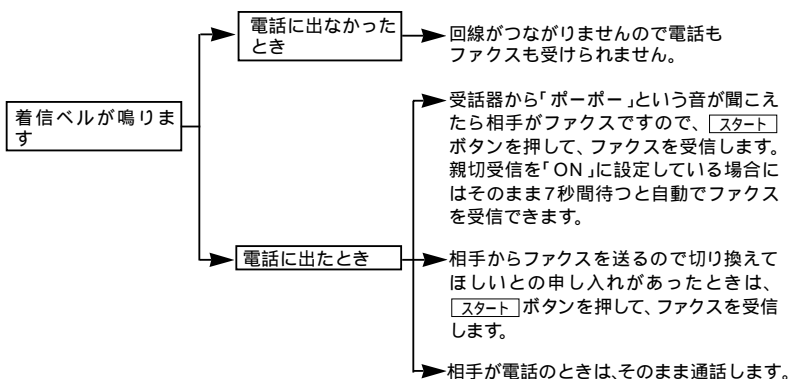 電話に出なかった
とき
回線がつながりませんので電話も
ファクスも受けられません。
着信ベルが鳴りま
す
受話器から「ポーポー」という音が聞こえ
たら相手がファクスですので、スタート
ボタンを押して、ファクスを受信します。
親切受信を「ON」に設定している場合に
はそのまま7秒間待つと自動でファクス
を受信できます。
電話に出たとき
相手からファクスを送るので切り換えて
ほしいとの申し入れがあったときは、
スタートボタンを押して、ファクスを受信
します。
相手が電話のときは、そのまま通話します。